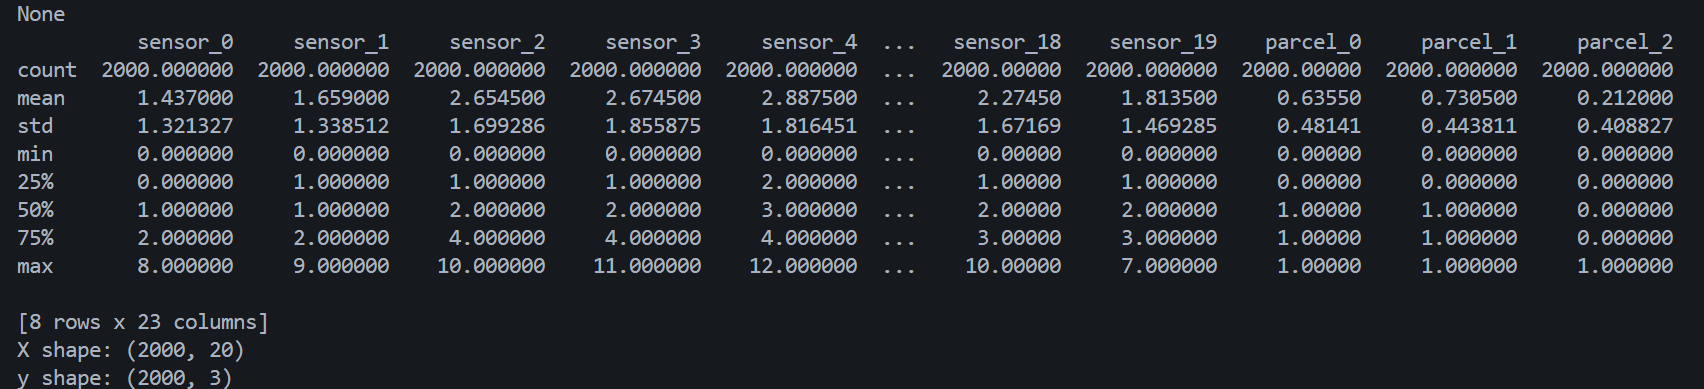 None
sensor_0 sensor_1 sensor_2 sensor_3 sensor_4 ... sensor_18 sensor_19 parcel_0 parcel_1 parcel_2
count 2000.000000 2000.000000 2000.000000 2000.000000 2000.000000 ... 2000.00000 2000.000000 2000.00000 2000.000000 2000.000000
mean 1.437000 1.659000 2.654500 2.674500 2.887500 ... 2.27450 1.813500 0.63550 0.730500 0.212000
std 1.321327 1.338512 1.699286 1.855875 1.816451 ... 1.67169 1.469285 0.48141 0.443811 0.408827
min 0.000000 0.000000 0.000000 0.000000 0.000000 ... 0.00000 0.000000 0.00000 0.000000 0.000000
25% 0.000000 1.000000 1.000000 1.000000 2.000000 ... 1.00000 1.000000 0.00000 0.000000 0.000000
50% 1.000000 1.000000 2.000000 2.000000 3.000000 ... 2.00000 2.000000 1.00000 1.000000 0.000000
75% 2.000000 2.000000 4.000000 4.000000 4.000000 ... 3.00000 3.000000 1.00000 1.000000 0.000000
max 8.000000 9.000000 10.000000 11.000000 12.000000 ... 10.00000 7.000000 1.00000 1.000000 1.000000
[8 rows x 23 columns]
X shape: (2000, 20)
y shape: (2000, 3)